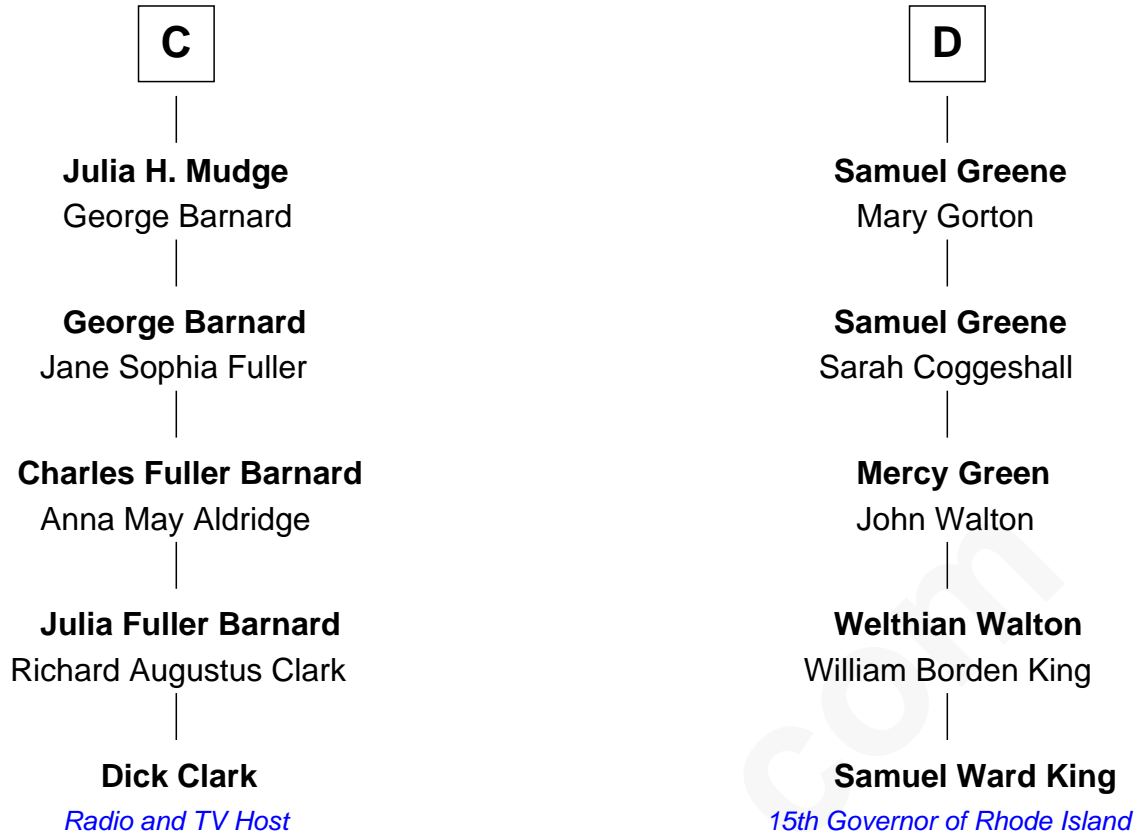 C
Julia H. Mudge
George Barnard
George Barnard
Jane Sophia Fuller
Charles Fuller Barnard
Anna May Aldridge
Julia Fuller Barnard
Richard Augustus Clark
Dick Clark
Radio and TV Host
D
Samuel Greene
Mary Gorton
Samuel Greene
Sarah Coggeshall
Mercy Green
John Walton
Welthian Walton
William Borden King
Samuel Ward King
15th Governor of Rhode Island
com